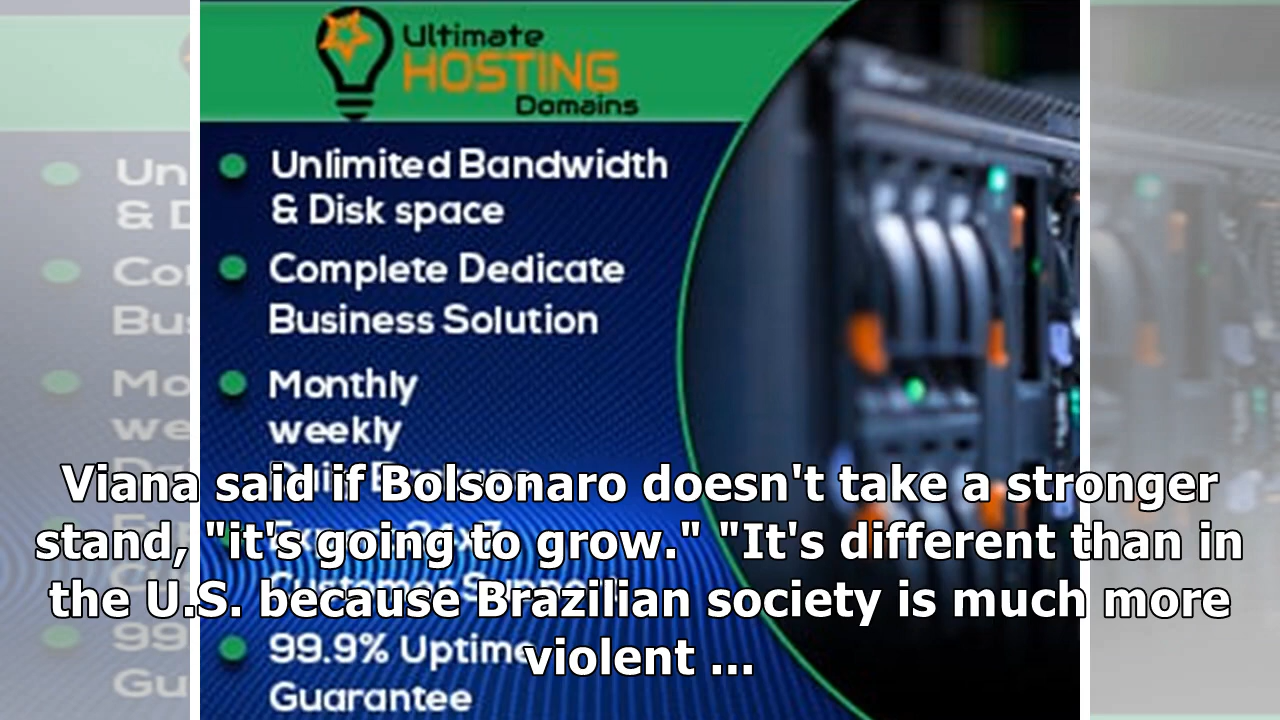 Ultimate
HOSTING
Domains
Unlimited Bandwidth
& Disk space
Complete Dedicate
Business Solution
Monthly
weekly
Viana said if Bolsonaro doesn't take a stronger
stand, "it's going to grow." "It's different than in
the U.S. because Brazilian society is much more
violent ...
99.9% Uptime
Guarantee